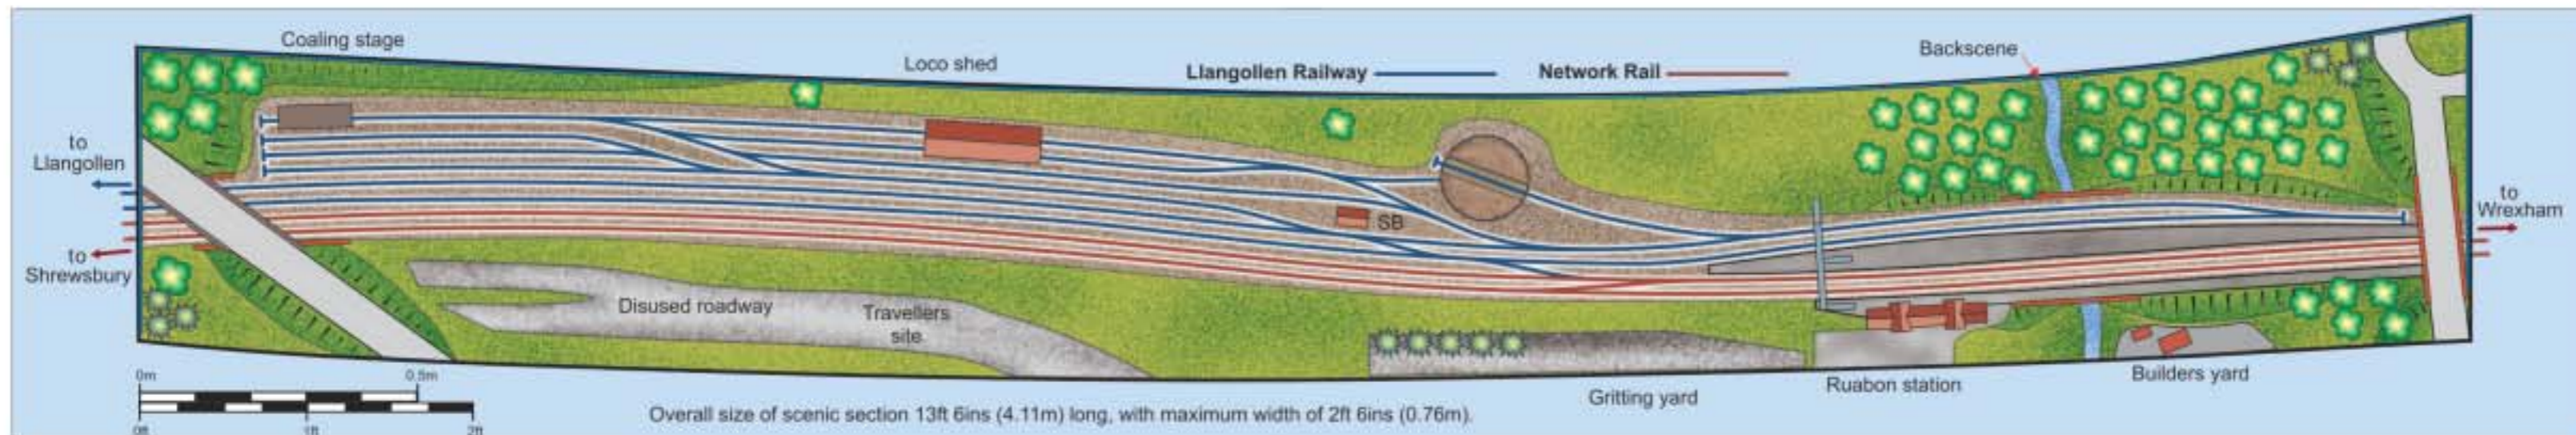 Coaling stage
Loco shed
Llangollen Railway
Network Rail
Backscene
to
Llangollen
to
Shrewsbury
SB
to
Wrexham
Disused roadway
Travellers
site
Gritting yard
Ruabon station
Builders yard
0m
0.5m
0ft
1ft
2ft
Overall size of scenic section 13ft 6ins (4.11m) long, with maximum width of 2ft 6ins (0.76m).